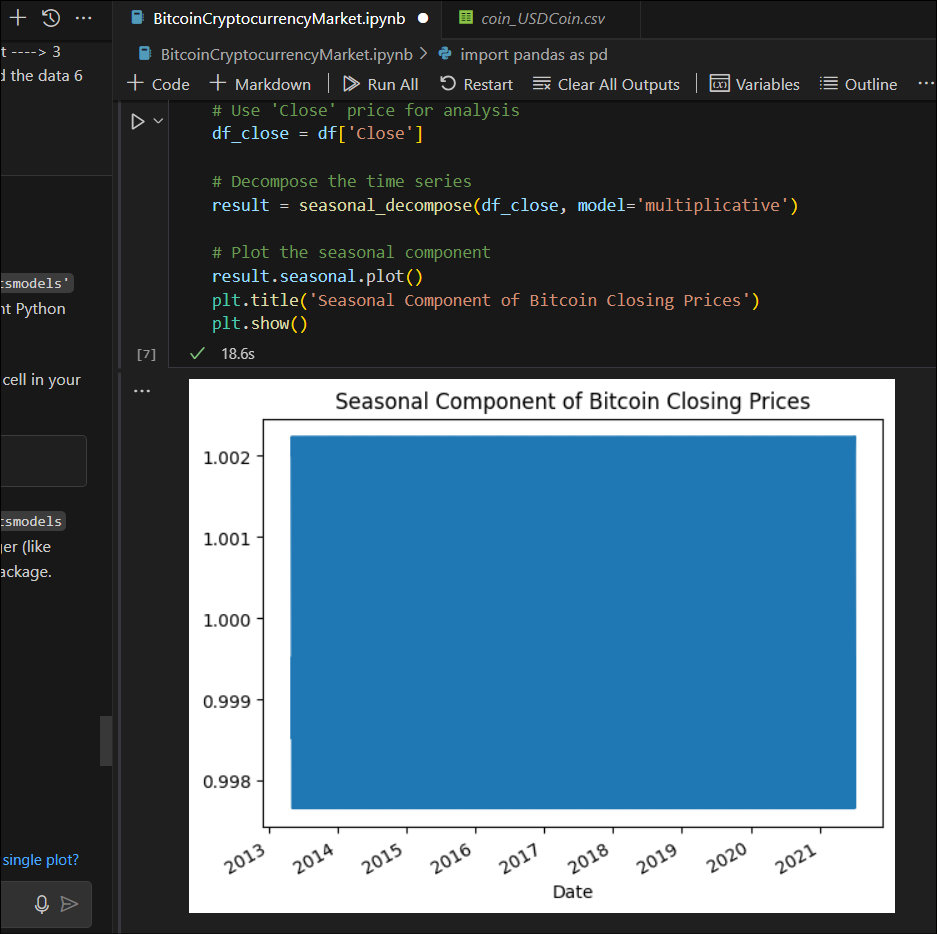 BitcoinCryptocurrencyMarket.ipynb
coin_USDCoin.csv
t ----> 3
d the data 6
BitcoinCryptocurrencyMarket.ipynb > import pandas as pd
+ Code + Markdown Run All Restart Clear All Outputs Variables Outline ...
# Use 'Close' price for analysis
df_close = df['Close']
# Decompose the time series
result = seasonal_decompose(df_close, model='multiplicative')
# Plot the seasonal component
result.seasonal.plot()
plt.title('Seasonal Component of Bitcoin Closing Prices')
plt.show()
[7]
18.6s
tsmodels'
nt Python
cell in your
tsmodels
ger (like
ackage.
single plot?
Seasonal Component of Bitcoin Closing Prices
1.002
1.001
1.000
0.999
0.998
2013
2014
2015
2016
2017
2018
2019
2020
2021
Date